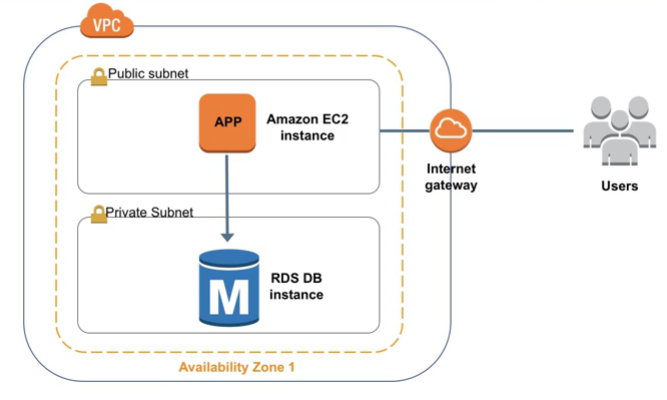 VPC
Public subnet
APP
Amazon EC2
instance
Internet
gateway
Users
Private Subnet
M
RDS DB
instance
Availability Zone 1